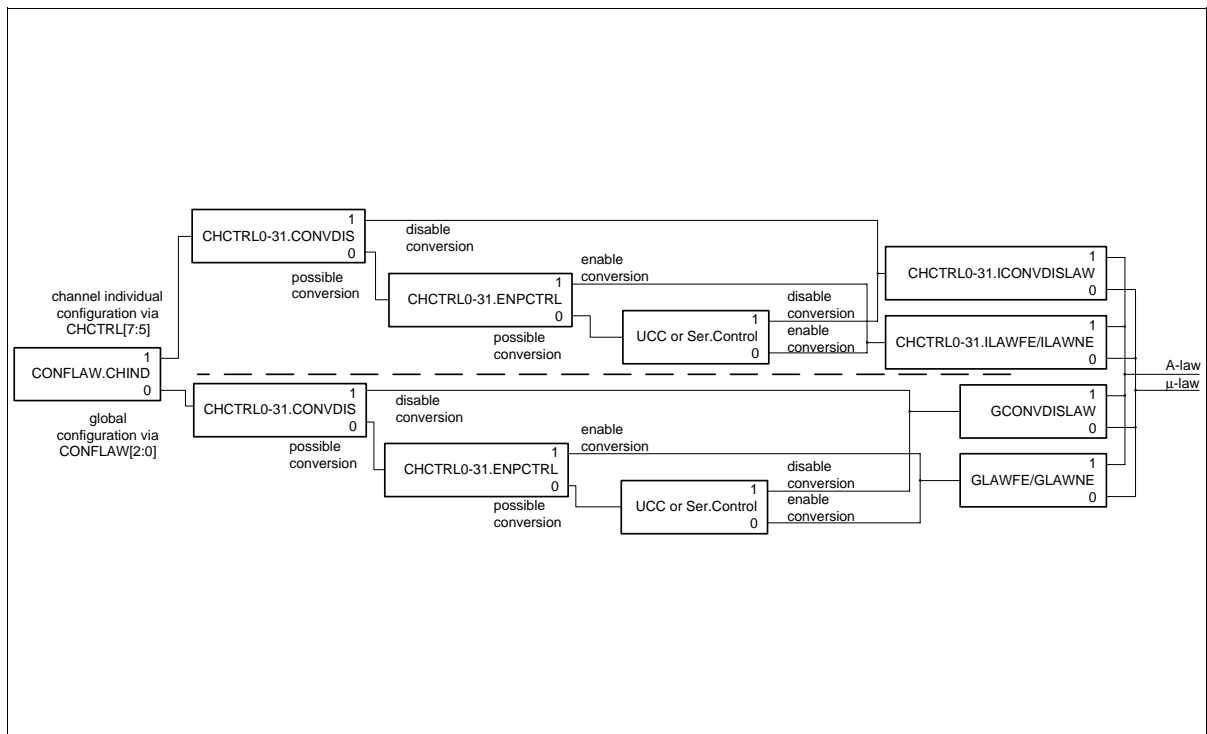 1
CHCTRL0-31.CONVDIS
0
disable
conversion
possible
conversion
1
CHCTRL0-31.ENPCTRL
0
enable
conversion
possible
conversion
1
UCC or Ser.Control
0
disable
conversion
enable
conversion
1
CHCTRL0-31.ICONVDISLAW
0
1
CHCTRL0-31.ILAWFE/ILAWNE
0
channel individual
configuration via
CHCTRL[7:5]
1
CONFLAW.CHIND
0
global
configuration via
CONFLAW[2:0]
1
CHCTRL0-31.CONVDIS
0
disable
conversion
possible
conversion
1
CHCTRL0-31.ENPCTRL
0
enable
conversion
possible
conversion
1
UCC or Ser.Control
0
disable
conversion
enable
conversion
1
GCONVDISLAW
0
1
GLAWFE/GLAWNE
0
A-law
µ-law